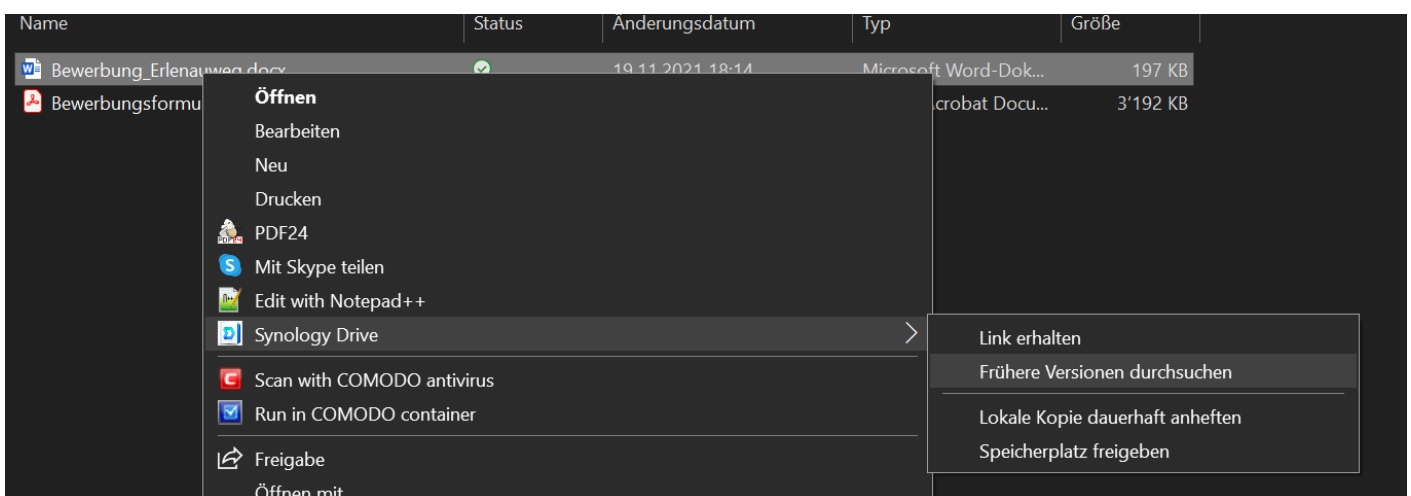 Name Status Änderungsdatum Typ Größe
Bewerbung_Erlenauweg.docx 19.11.2021 18:14 Microsoft Word-Dok... 197 KB
Bewerbungsformu crobat Docu... 3’192 KB
Öffnen
Bearbeiten
Neu
Drucken
PDF24
Mit Skype teilen
Edit with Notepad++
Synology Drive
Link erhalten
Frühere Versionen durchsuchen
Lokale Kopie dauerhaft anheften
Speicherplatz freigeben
Scan with COMODO antivirus
Run in COMODO container
Freigabe
Öffnen mit